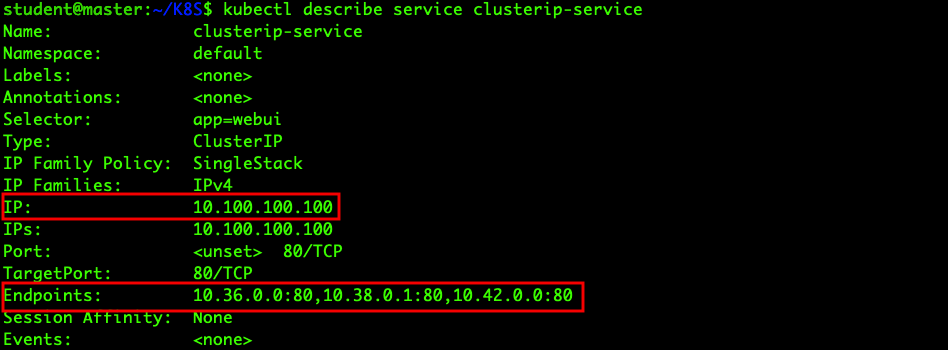 student@master:~/K8S$ kubectl describe service clusterip-service
Name:              clusterip-service
Namespace:         default
Labels:            <none>
Annotations:       <none>
Selector:          app=webui
Type:              ClusterIP
IP Family Policy:  SingleStack
IP Families:       IPv4
IP:                10.100.100.100
IPs:               10.100.100.100
Port:              <unset>  80/TCP
TargetPort:        80/TCP
Endpoints:         10.36.0.0:80,10.38.0.1:80,10.42.0.0:80
Session Affinity:  None
Events:            <none>